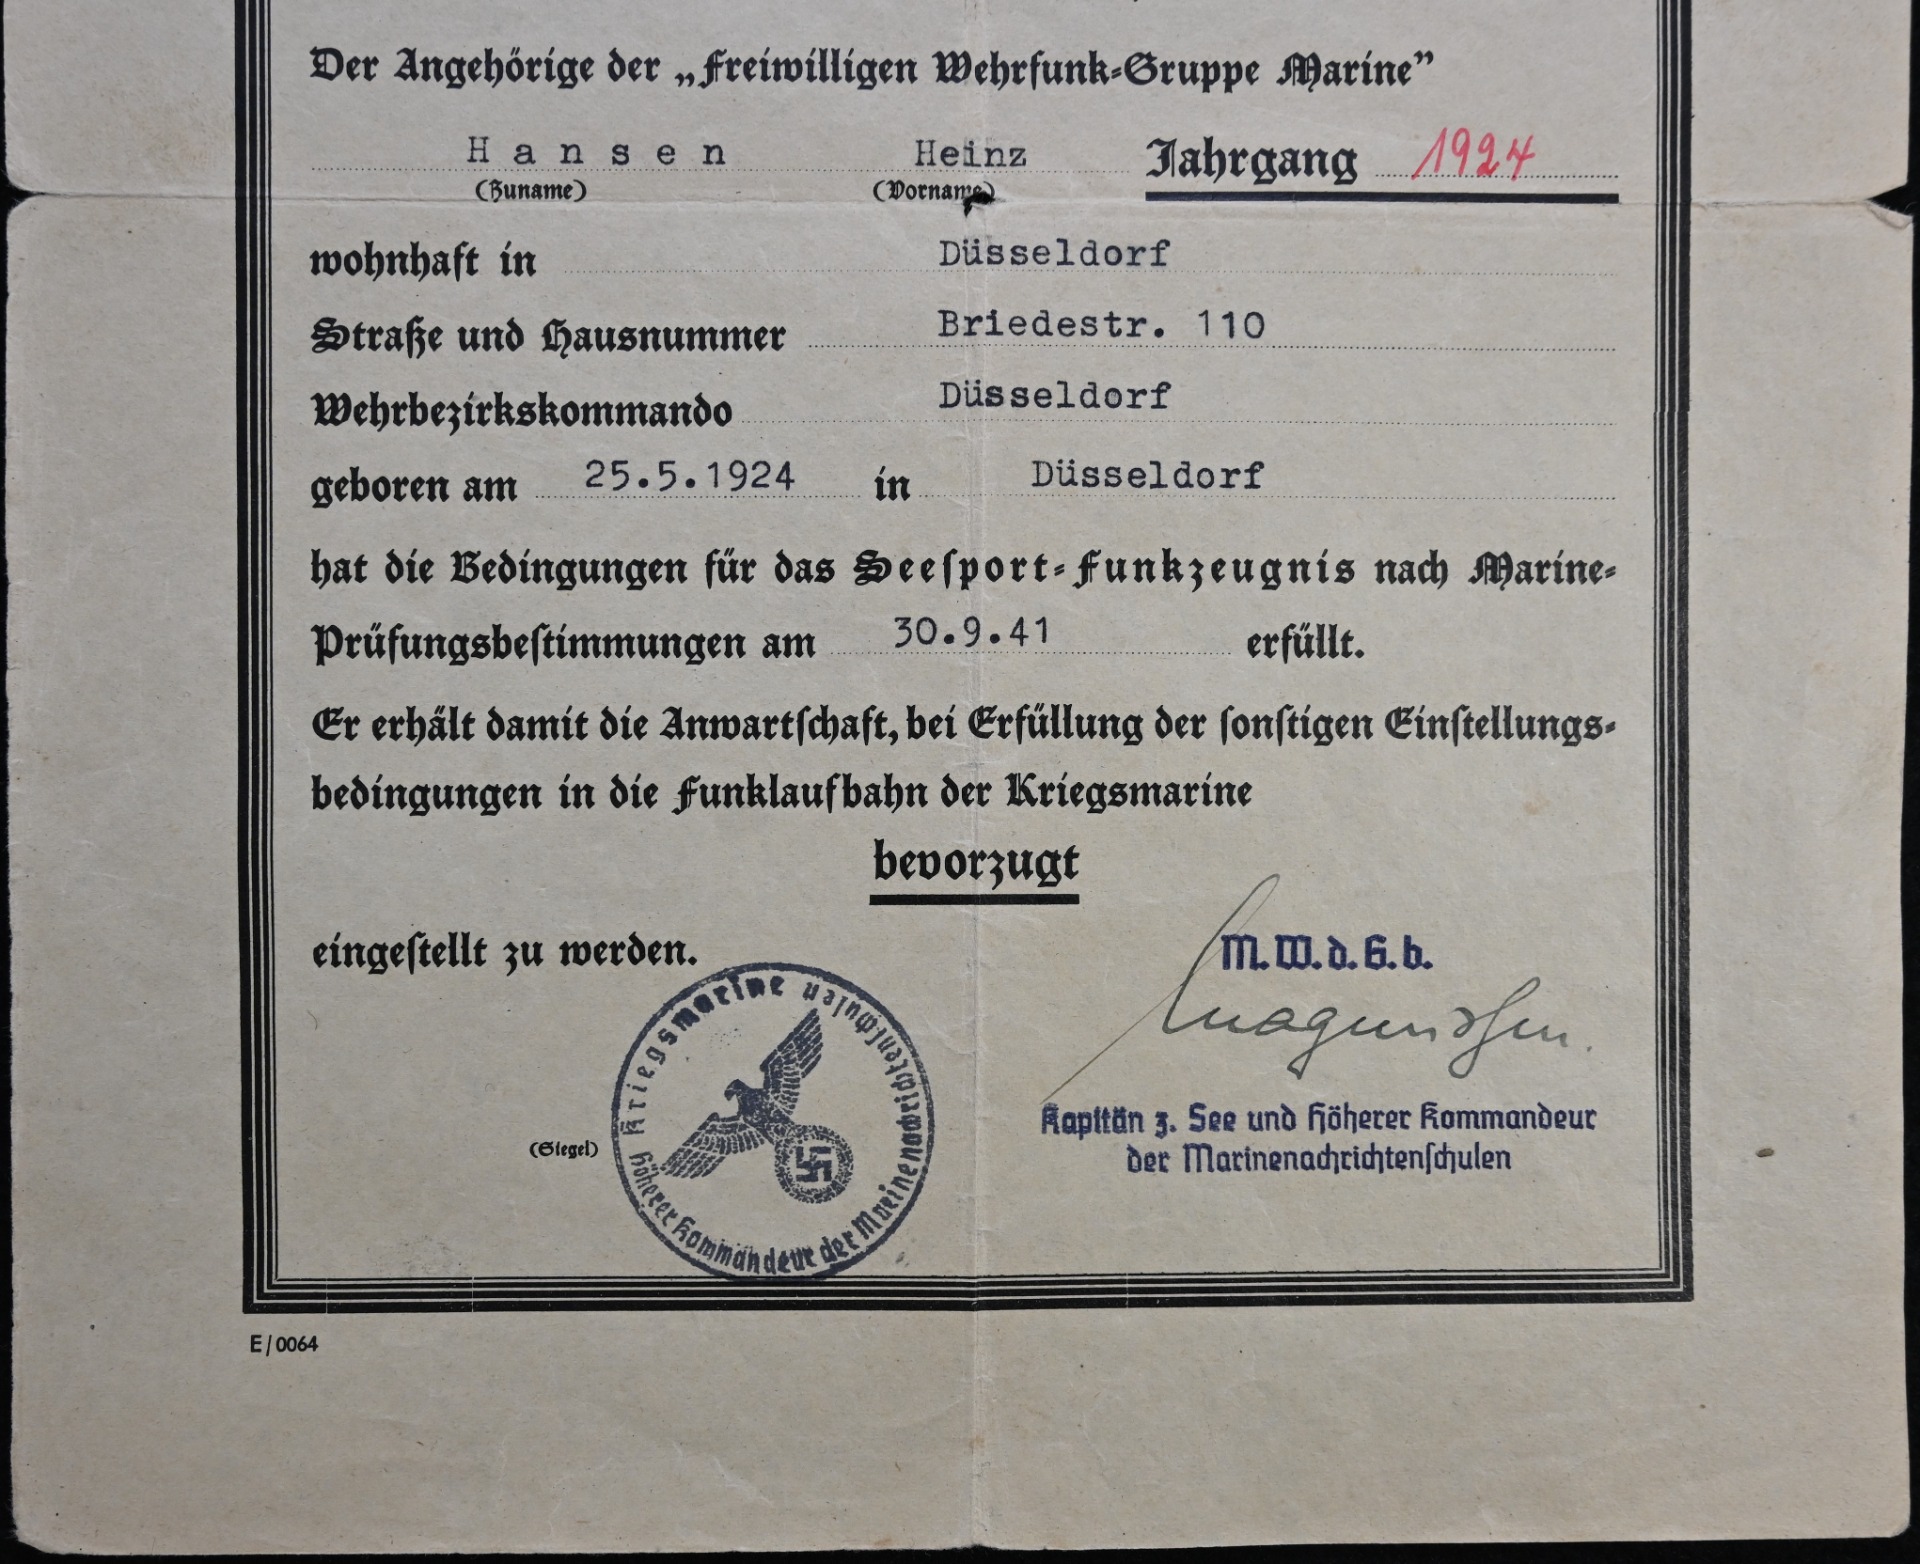 Der Angehörige der „Freiwilligen Wehrfunk-Gruppe Marine”
Hansen Heinz Jahrgang 1924
(Zuname) (Vorname)
wohnhaft in Düsseldorf
Straße und Hausnummer Briedestr. 110
Wehrbezirkskommando Düsseldorf
geboren am 25.5.1924 in Düsseldorf
hat die Bedingungen für das Seesport-Funkzeugnis nach Marine-
Prüfungsbestimmungen am 30.9.41 erfüllt.
Er erhält damit die Anwartschaft, bei Erfüllung der sonstigen Einstellungs-
bedingungen in die Funklaufbahn der Kriegsmarine
bevorzugt
eingestellt zu werden.
M.W.d.G.b.
Magnussen.
Kapitän z. See und Höherer Kommandeur
der Marinenachrichtenschulen
(Siegel)
Kriegsmarine
Höherer Kommandeur der Marinenachrichtenschulen
E/0064